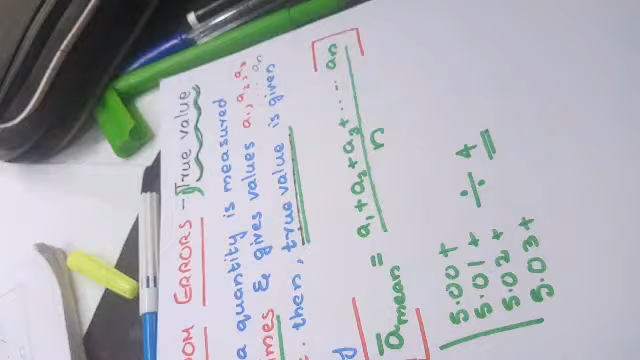 ERRORS - True value
a quantity is measured
& gives values a₁, a₂, a₃
... an
then, true value is given
a̅mean = a₁ + a₂ + a₃ + ... an
n
5.00 +
5.01 +
5.02 +
5.03 +
÷ 4